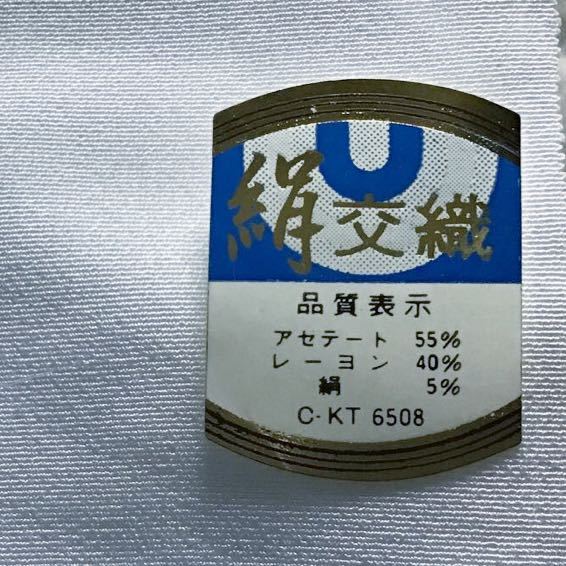 絹交織
品質表示
アセテート 55%
レーヨン 40%
絹 5%
C-KT 6508